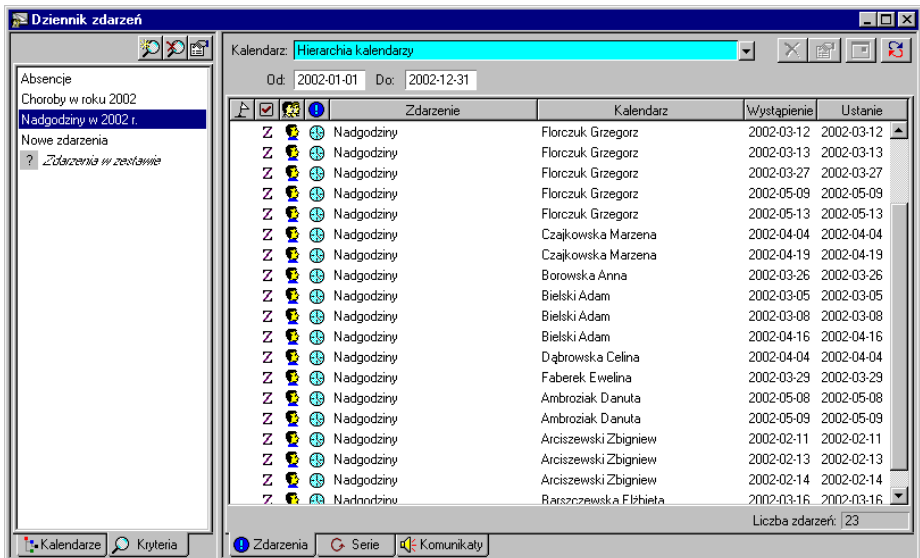 Dziennik zdarzeń
Kalendarz: Hierarchia kalendarzy
Od: 2002-01-01 Do: 2002-12-31
Absencje
Choroby w roku 2002
Nadgodziny w 2002 r.
Nowe zdarzenia
? Zdarzenia w zestawie
Zdarzenie Kalendarz Wystąpienie Ustanie
Z Nadgodziny Florczuk Grzegorz 2002-03-12 2002-03-12
Z Nadgodziny Florczuk Grzegorz 2002-03-13 2002-03-13
Z Nadgodziny Florczuk Grzegorz 2002-03-27 2002-03-27
Z Nadgodziny Florczuk Grzegorz 2002-05-09 2002-05-09
Z Nadgodziny Florczuk Grzegorz 2002-05-13 2002-05-13
Z Nadgodziny Czajkowska Marzena 2002-04-04 2002-04-04
Z Nadgodziny Czajkowska Marzena 2002-04-19 2002-04-19
Z Nadgodziny Borowska Anna 2002-03-26 2002-03-26
Z Nadgodziny Bielski Adam 2002-03-05 2002-03-05
Z Nadgodziny Bielski Adam 2002-03-08 2002-03-08
Z Nadgodziny Bielski Adam 2002-04-16 2002-04-16
Z Nadgodziny Dąbrowska Celina 2002-04-04 2002-04-04
Z Nadgodziny Faberek Ewelina 2002-03-29 2002-03-29
Z Nadgodziny Ambroziak Danuta 2002-05-08 2002-05-08
Z Nadgodziny Ambroziak Danuta 2002-05-09 2002-05-09
Z Nadgodziny Arciszewski Zbigniew 2002-02-11 2002-02-11
Z Nadgodziny Arciszewski Zbigniew 2002-02-13 2002-02-13
Z Nadgodziny Arciszewski Zbigniew 2002-02-14 2002-02-14
Z Nadgodziny Barszczewska Elżbieta 2002-03-16 2002-03-16
Liczba zdarzeń: 23
Kalendarze Kryteria
Zdarzenia Serie Komunikaty